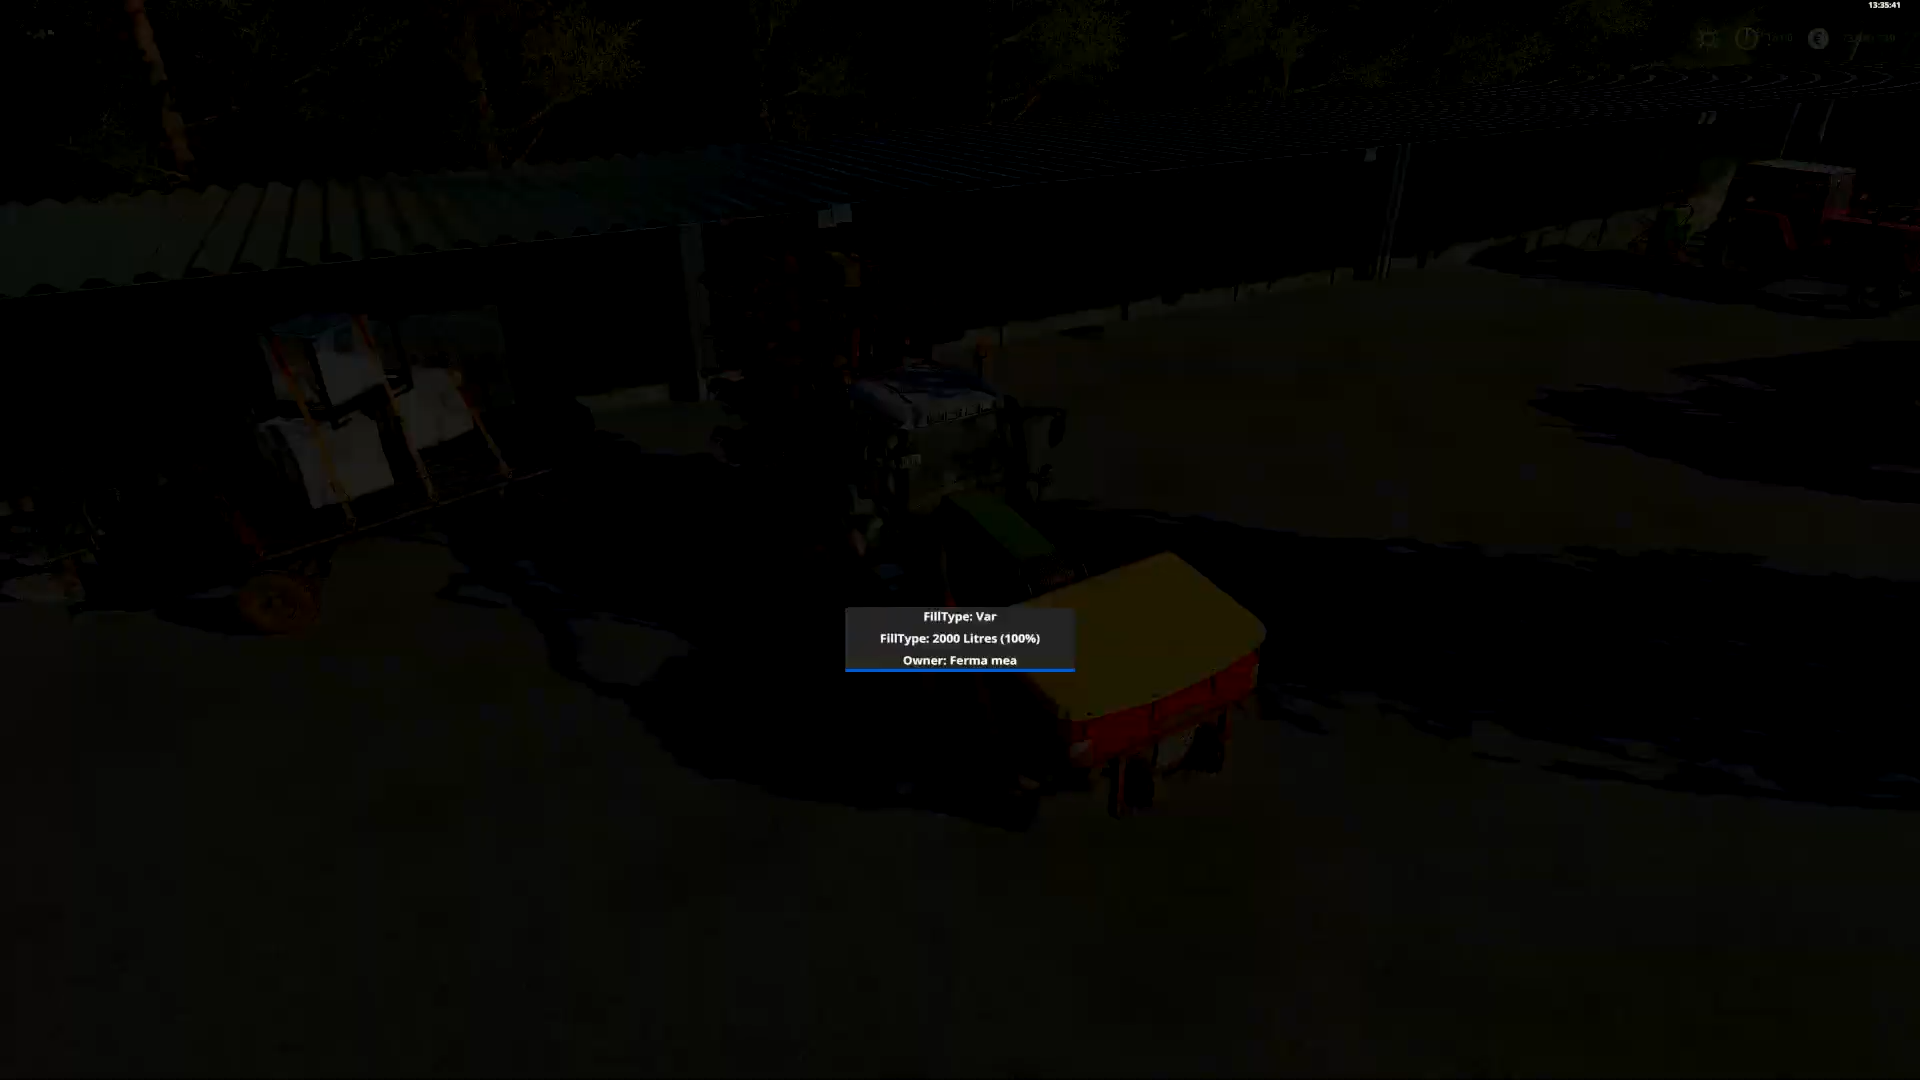 13:35:41
FillType: Var
FillType: 2000 Litres (100%)
Owner: Ferma mea